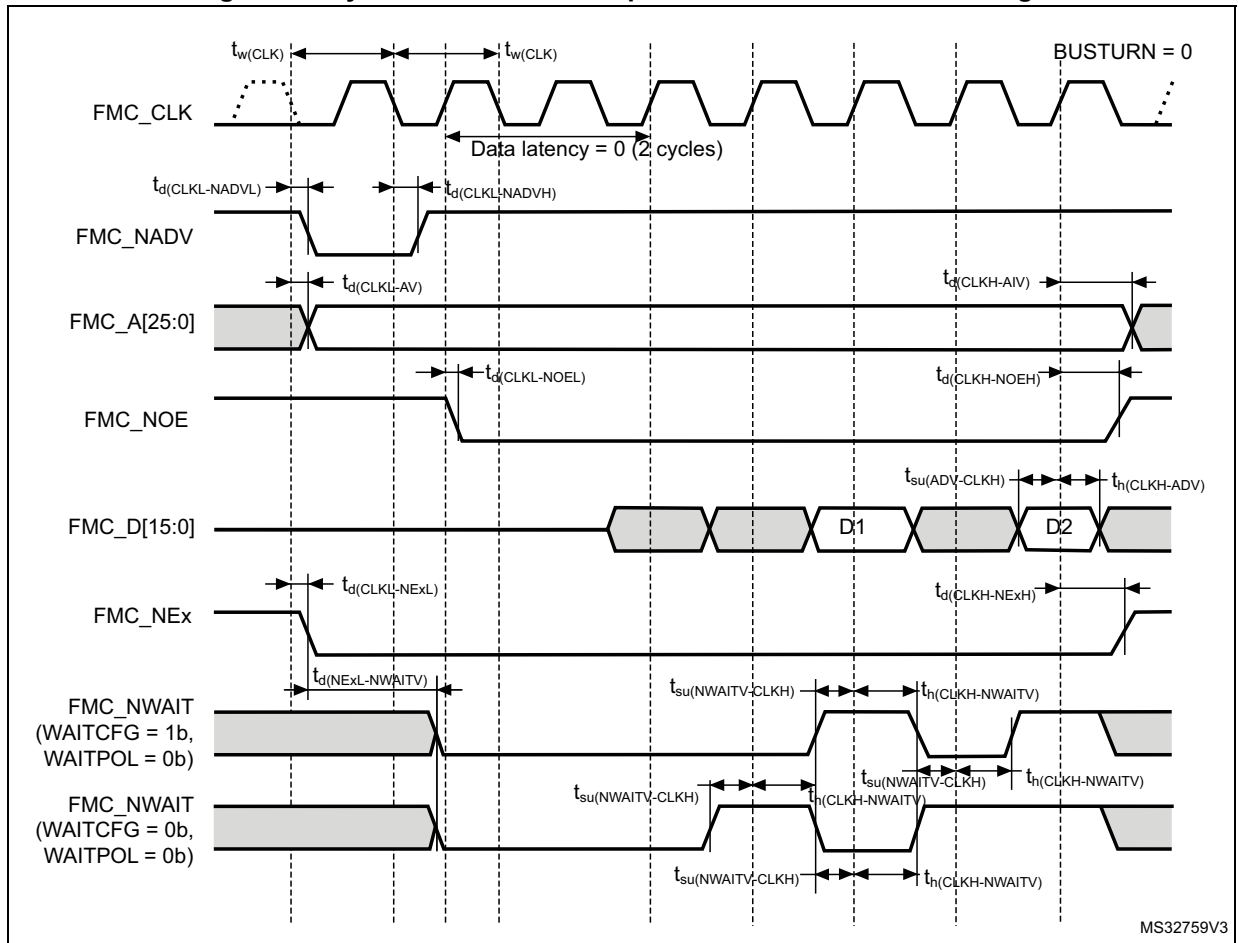 BUSTURN = 0
tw(CLK) tw(CLK)
FMC_CLK
Data latency = 0 (2 cycles)
td(CLKL-NADVL) td(CLKL-NADVH)
FMC_NADV
td(CLKL-AV) td(CLKH-AIV)
FMC_A[25:0]
td(CLKL-NOEL) td(CLKH-NOEH)
FMC_NOE
tsu(ADV-CLKH) th(CLKH-ADV)
FMC_D[15:0] D1 D2
td(CLKL-NExL) td(CLKH-NExH)
FMC_NEx
td(NExL-NWAITV) tsu(NWAITV-CLKH) th(CLKH-NWAITV)
FMC_NWAIT
(WAITCFG = 1b,
WAITPOL = 0b)
tsu(NWAITV-CLKH) th(CLKH-NWAITV)
tsu(NWAITV-CLKH) th(CLKH-NWAITV)
FMC_NWAIT
(WAITCFG = 0b,
WAITPOL = 0b)
tsu(NWAITV-CLKH) th(CLKH-NWAITV)
MS32759V3